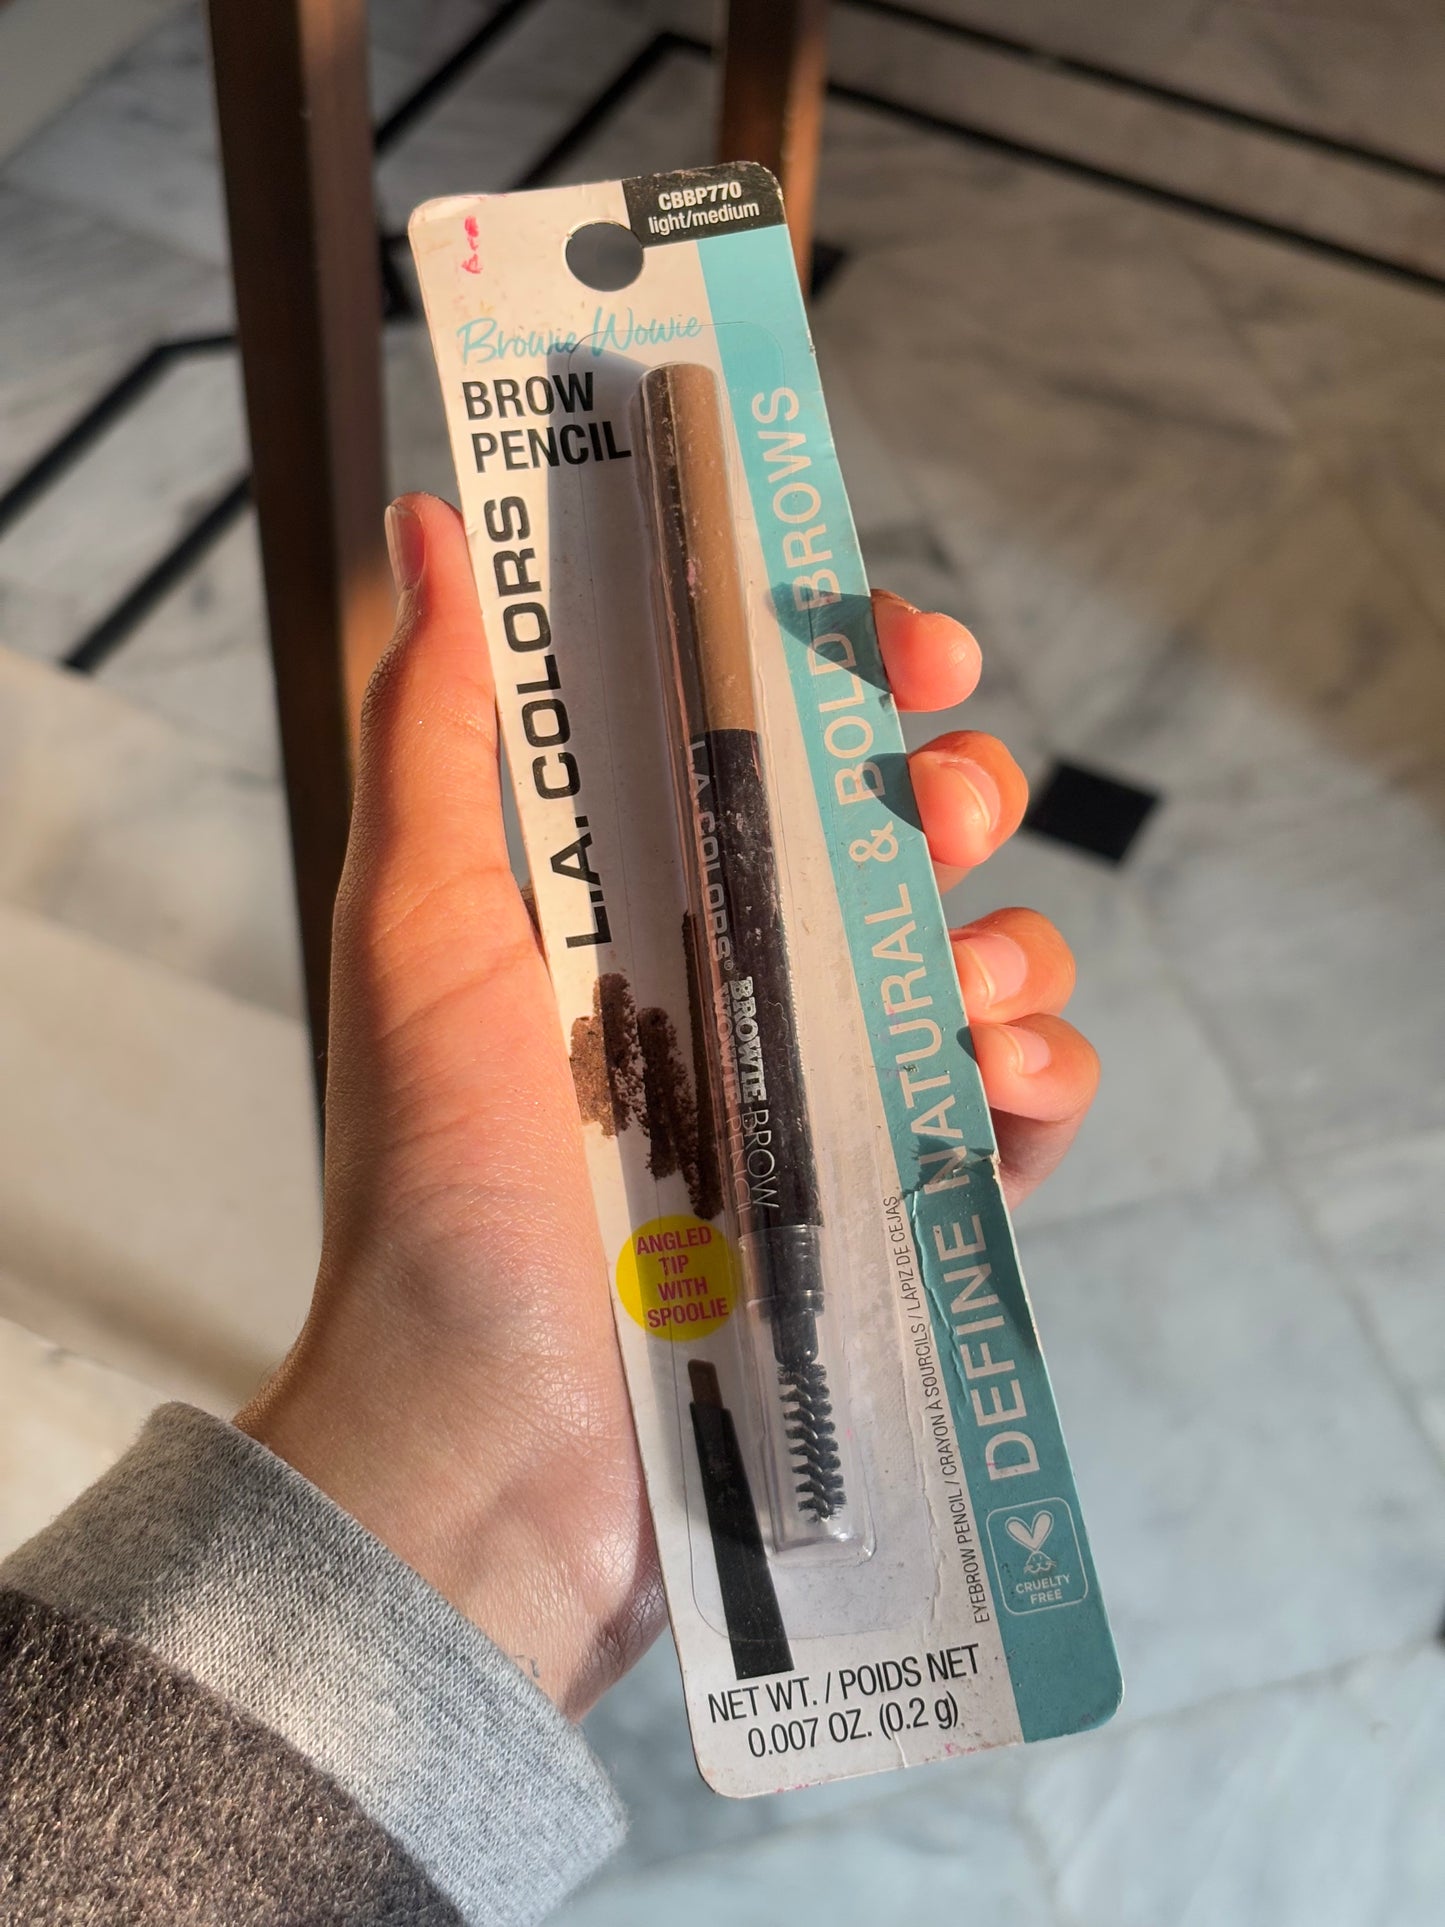 CBBP770
light/medium
Browie Wowie
BROW
PENCIL
L.A. COLORS
L.A. COLORS®
BROWIE BROW
WOWIE PENCIL
ANGLED
TIP
WITH
SPOOLIE
DEFINE NATURAL & BOLD BROWS
EYEBROW PENCIL / CRAYON À SOURCILS / LÁPIZ DE CEJAS
CRUELTY
FREE
NET WT. / POIDS NET
0.007 OZ. (0.2 g)